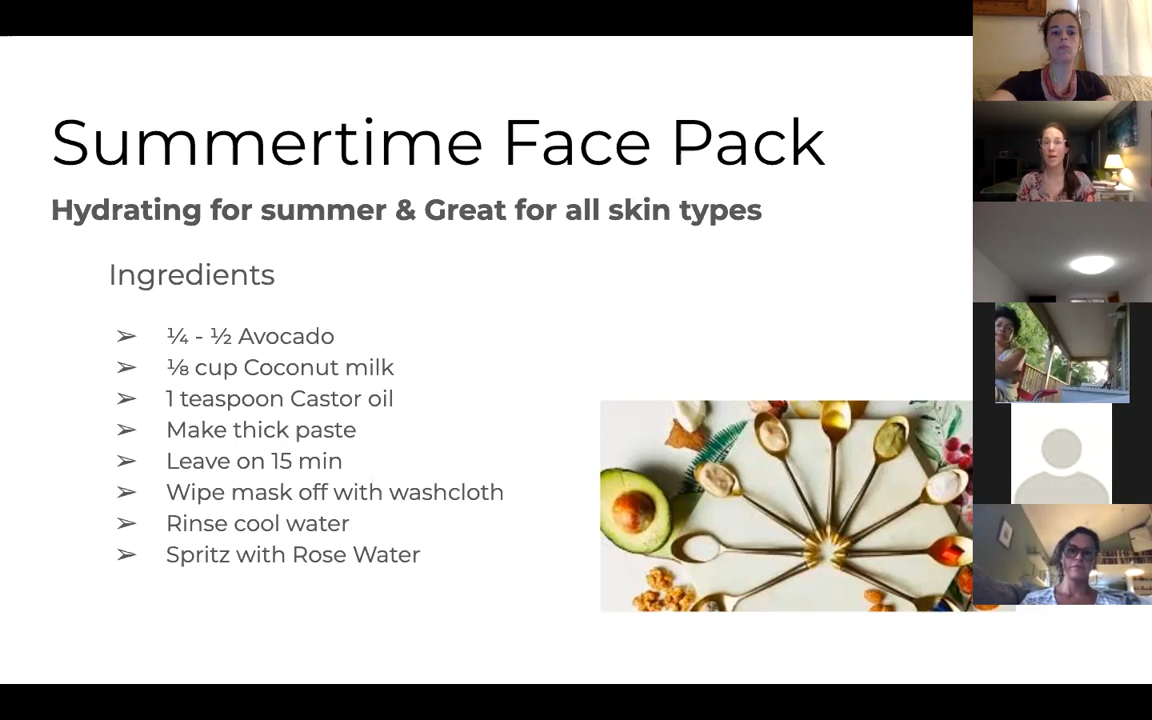 Summertime Face Pack
Hydrating for summer & Great for all skin types
Ingredients
➢ ¼ - ½ Avocado
➢ ⅛ cup Coconut milk
➢ 1 teaspoon Castor oil
➢ Make thick paste
➢ Leave on 15 min
➢ Wipe mask off with washcloth
➢ Rinse cool water
➢ Spritz with Rose Water